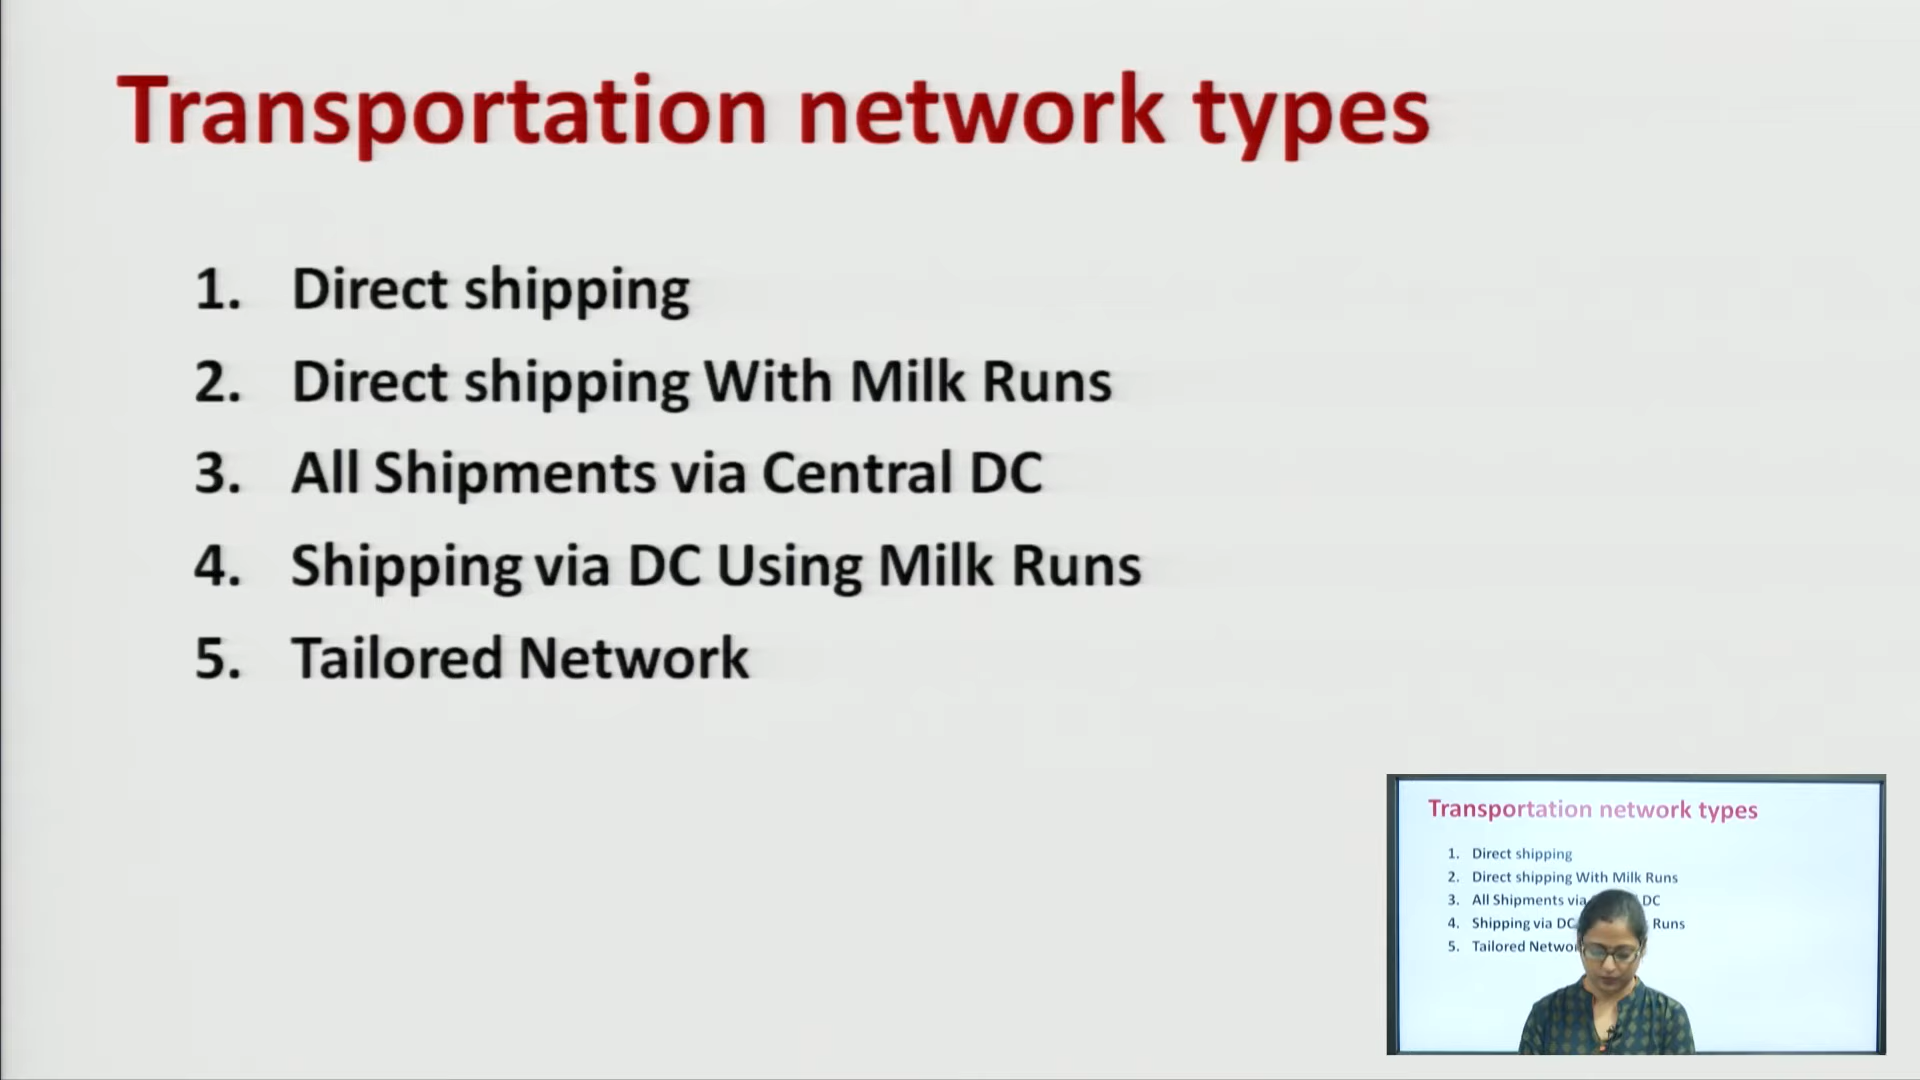 Transportation network types
1. Direct shipping
2. Direct shipping With Milk Runs
3. All Shipments via Central DC
4. Shipping via DC Using Milk Runs
5. Tailored Network
Transportation network types
1. Direct shipping
2. Direct shipping With Milk Runs
3. All Shipments via DC
4. Shipping via DC Runs
5. Tailored